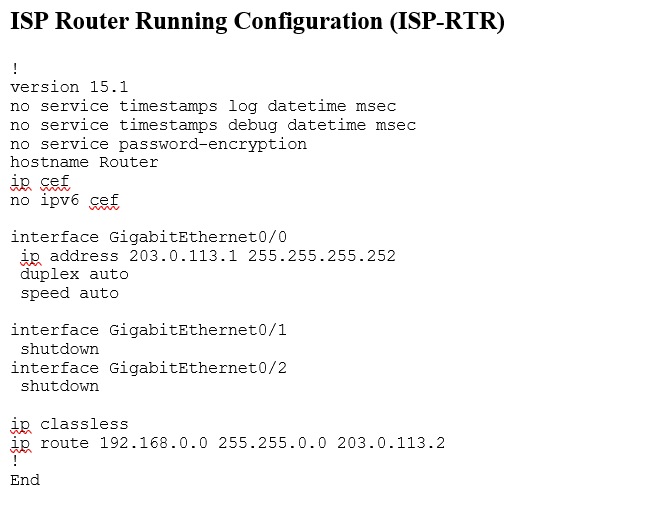 ISP Router Running Configuration (ISP-RTR)
!
version 15.1
no service timestamps log datetime msec
no service timestamps debug datetime msec
no service password-encryption
hostname Router
ip cef
no ipv6 cef
interface GigabitEthernet0/0
ip address 203.0.113.1 255.255.255.252
duplex auto
speed auto
interface GigabitEthernet0/1
shutdown
interface GigabitEthernet0/2
shutdown
ip classless
ip route 192.168.0.0 255.255.0.0 203.0.113.2
!
End